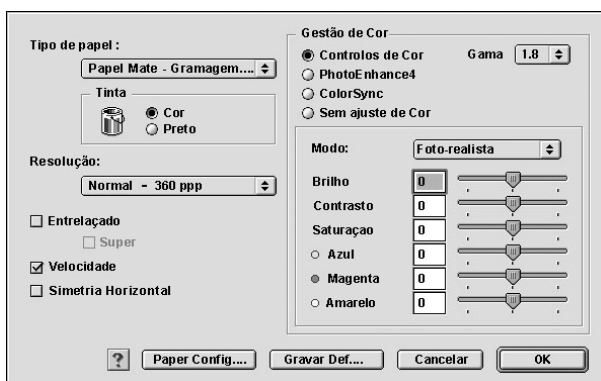 Tipo de papel :
Papel Mate - Gramagem....
Tinta
Cor
Preto
Resolução:
Normal - 360 ppp
Entrelaçado
Super
Velocidade
Simetria Horizontal
Gestão de Cor
Controlos de Cor
Gama 1.8
PhotoEnhance4
ColorSync
Sem ajuste de Cor
Modo: Foto-realista
Brilho 0
Contrasto 0
Saturaçao 0
Azul 0
Magenta 0
Amarelo 0
? Paper Config.... Gravar Def.... Cancelar OK